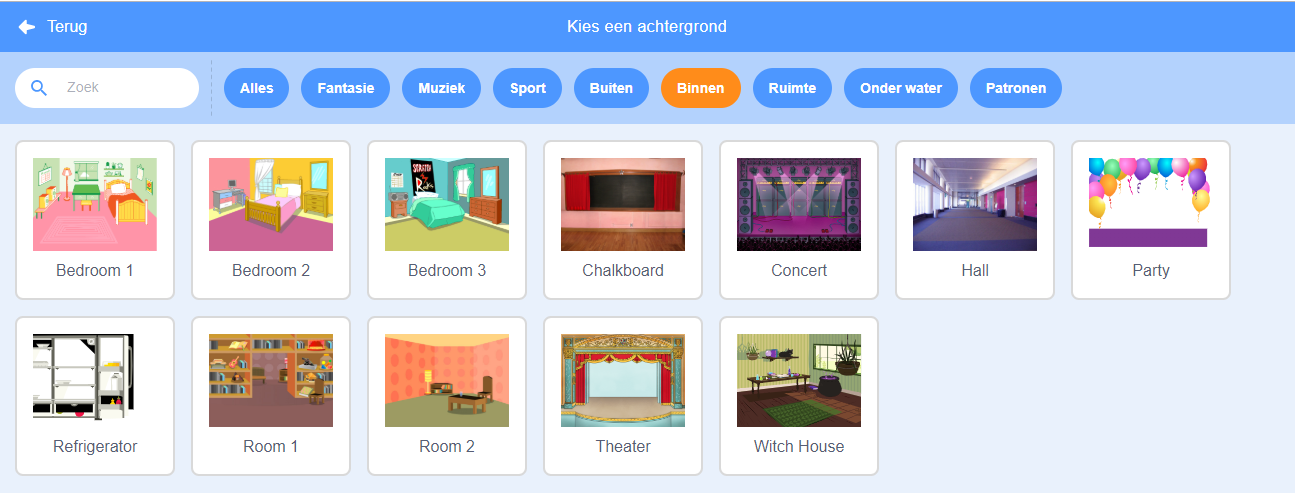 Terug
Kies een achtergrond
Zoek
Alles
Fantasie
Muziek
Sport
Buiten
Binnen
Ruimte
Onder water
Patronen
Bedroom 1
Bedroom 2
Bedroom 3
Chalkboard
Concert
Hall
Party
Refrigerator
Room 1
Room 2
Theater
Witch House